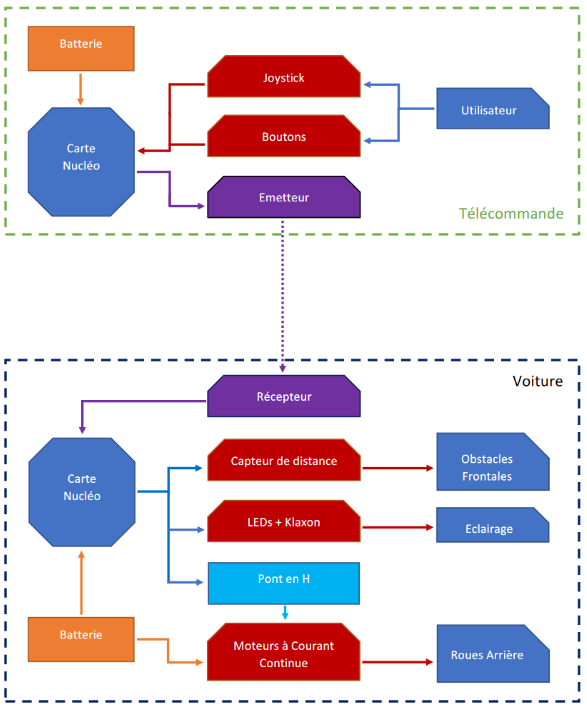 Batterie
Joystick
Utilisateur
Boutons
Carte
Nucléo
Emetteur
Télécommande
Voiture
Récepteur
Capteur de distance
Obstacles
Frontales
Carte
Nucléo
LEDs + Klaxon
Eclairage
Pont en H
Batterie
Moteurs à Courant
Continue
Roues Arrière